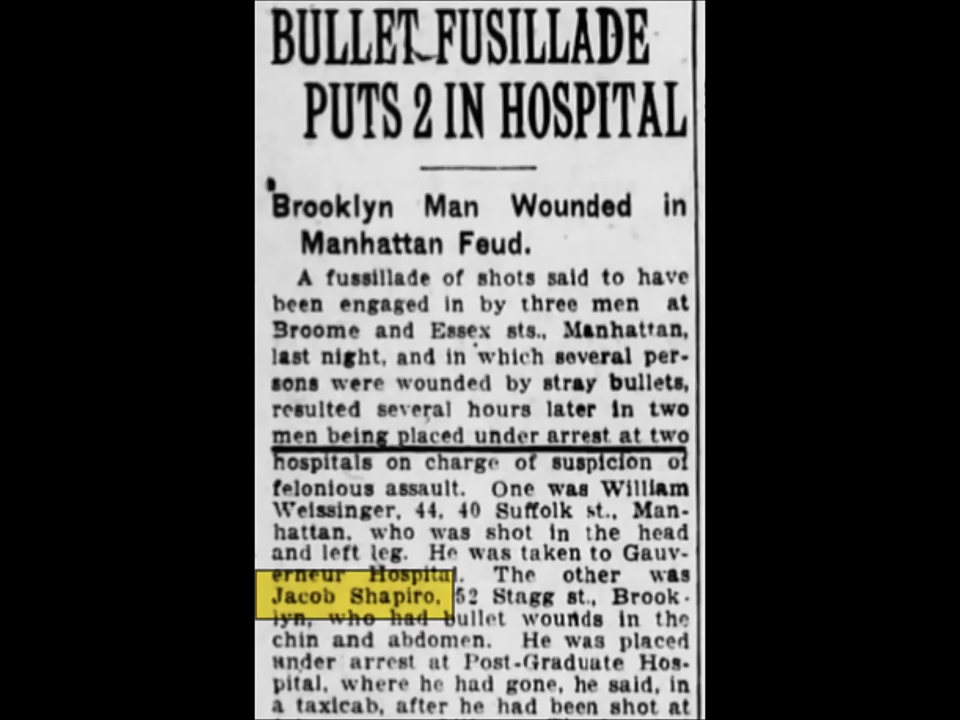 BULLET FUSILLADE
PUTS 2 IN HOSPITAL
Brooklyn Man Wounded in
Manhattan Feud.
A fussillade of shots said to have
been engaged in by three men at
Broome and Essex sts., Manhattan,
last night, and in which several per-
sons were wounded by stray bullets,
resulted several hours later in two
men being placed under arrest at two
hospitals on charge of suspicion of
felonious assault. One was William
Weissinger, 44, 40 Suffolk st., Man-
hattan, who was shot in the head
and left leg. He was taken to Gauv-
erneur Hospital. The other was
Jacob Shapiro, 52 Stagg st., Brook-
lyn, who had bullet wounds in the
chin and abdomen. He was placed
under arrest at Post-Graduate Hos-
pital, where he had gone, he said, in
a taxicab, after he had been shot at